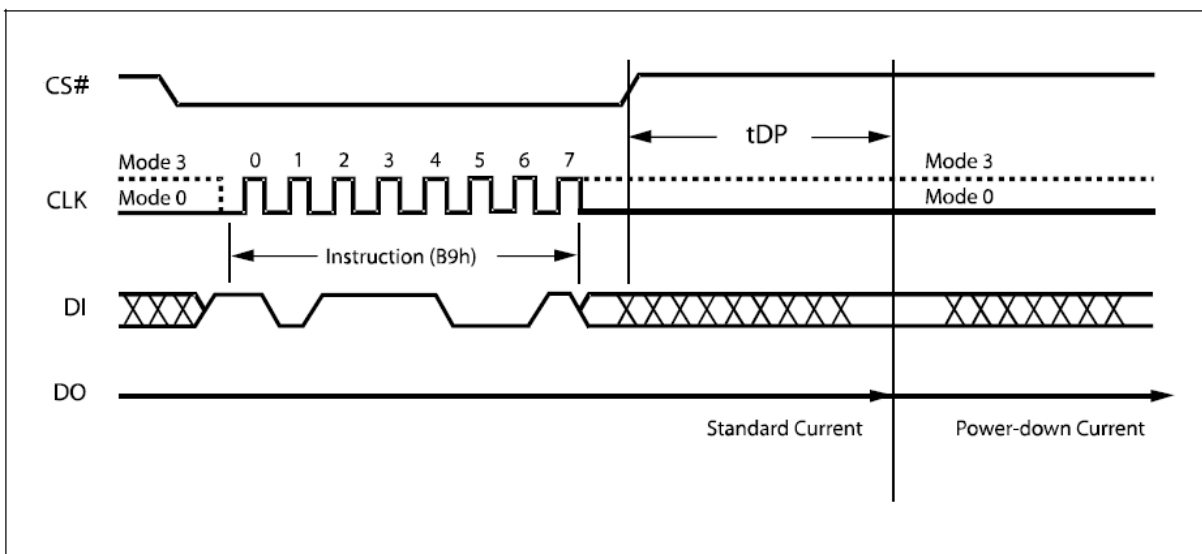 CS#
tDP
Mode 3 0 1 2 3 4 5 6 7 Mode 3
CLK Mode 0 Mode 0
Instruction (B9h)
DI
DO
Standard Current Power-down Current